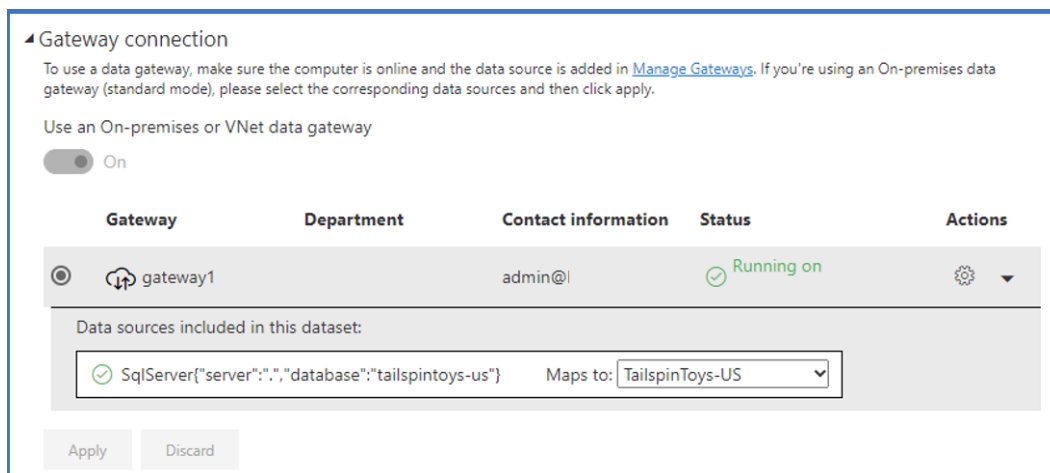 Gateway connection
To use a data gateway, make sure the computer is online and the data source is added in Manage Gateways. If you're using an On-premises data
gateway (standard mode), please select the corresponding data sources and then click apply.
Use an On-premises or VNet data gateway
On
Gateway Department Contact information Status Actions
gateway1 admin@ Running on
Data sources included in this dataset:
SqlServer{"server":".","database":"tailspintoys-us"} Maps to: TailspinToys-US
Apply Discard